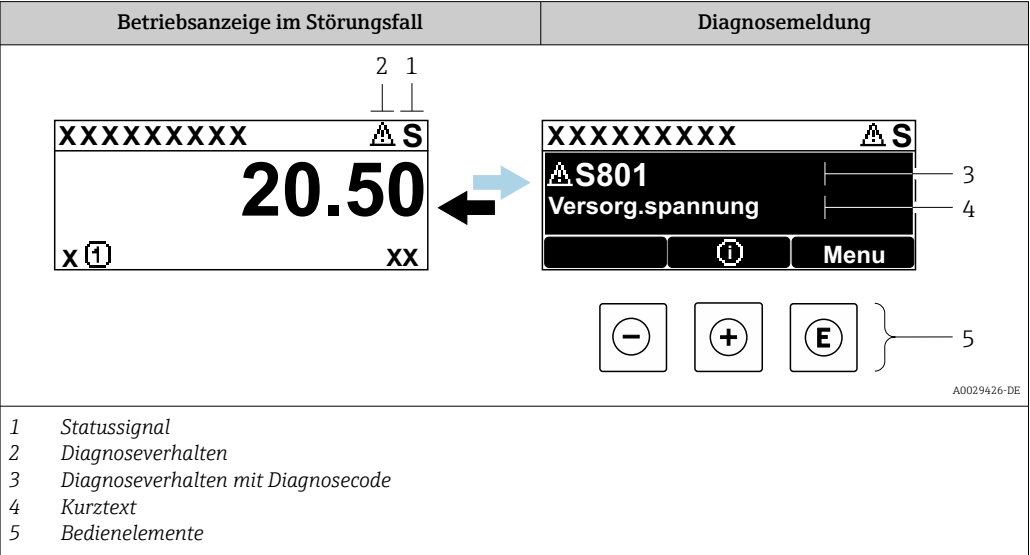 Betriebsanzeige im Störungsfall
Diagnosemeldung
2 1
XXXXXXXXX S
20.50
x 1 xx
XXXXXXXXX S
S801
3
Versorg.spannung
4
i Menu
- + E
5
A0029426-DE
1 Statussignal
2 Diagnoseverhalten
3 Diagnoseverhalten mit Diagnosecode
4 Kurztext
5 Bedienelemente